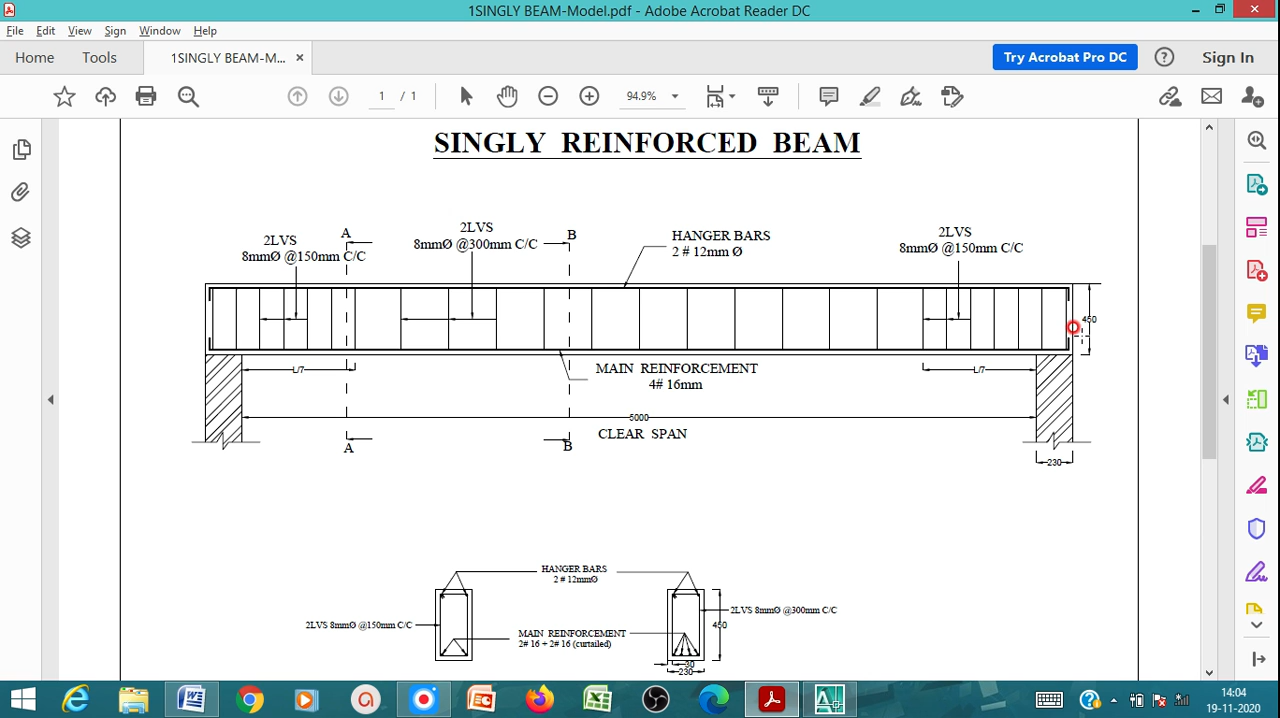 1SINGLY BEAM-Model.pdf - Adobe Acrobat Reader DC
File Edit View Sign Window Help
Home Tools 1SINGLY BEAM-M... × Try Acrobat Pro DC Sign In
1 / 1 94.9%
SINGLY REINFORCED BEAM
2LVS
8mmØ @150mm C/C
A
2LVS
8mmØ @300mm C/C
B
HANGER BARS
2 # 12mm Ø
2LVS
8mmØ @150mm C/C
450
L/7
MAIN REINFORCEMENT
4# 16mm
L/7
5000
CLEAR SPAN
A
B
230
HANGER BARS
2 # 12mmØ
2LVS 8mmØ @150mm C/C
MAIN REINFORCEMENT
2# 16 + 2# 16 (curtailed)
2LVS 8mmØ @300mm C/C
450
30
230
14:04
19-11-2020